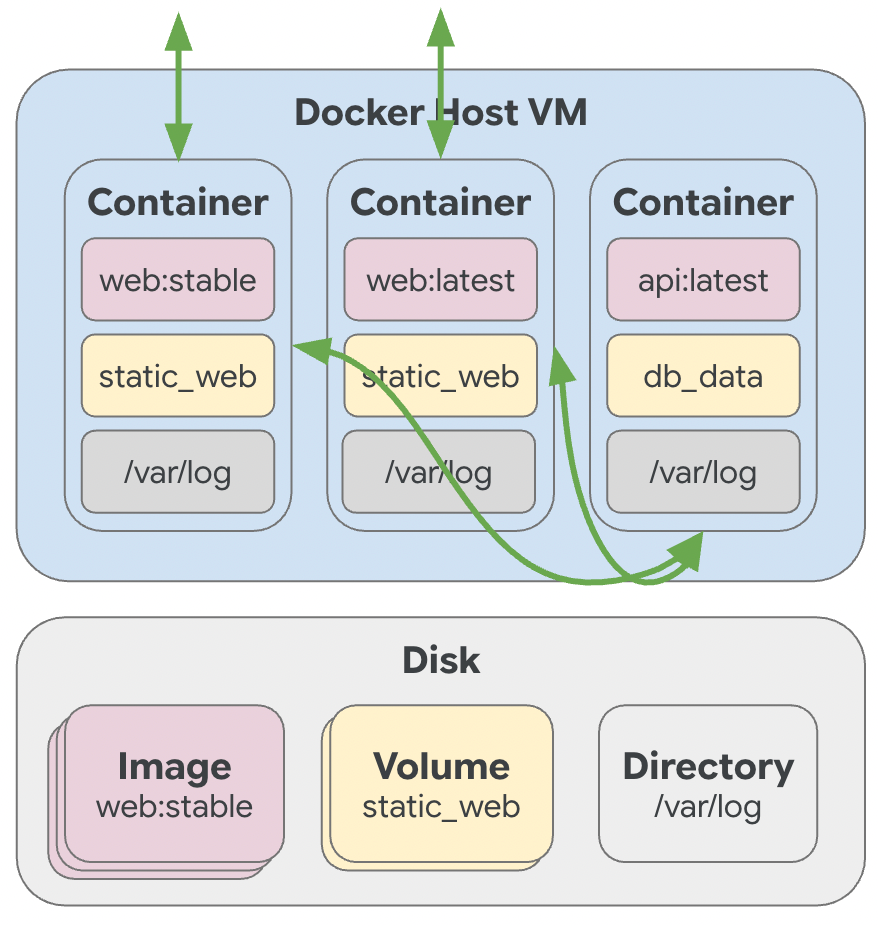 Docker Host VM
Container
web:stable
static_web
/var/log
Container
web:latest
static_web
/var/log
Container
api:latest
db_data
/var/log
Disk
Image
web:stable
Volume
static_web
Directory
/var/log